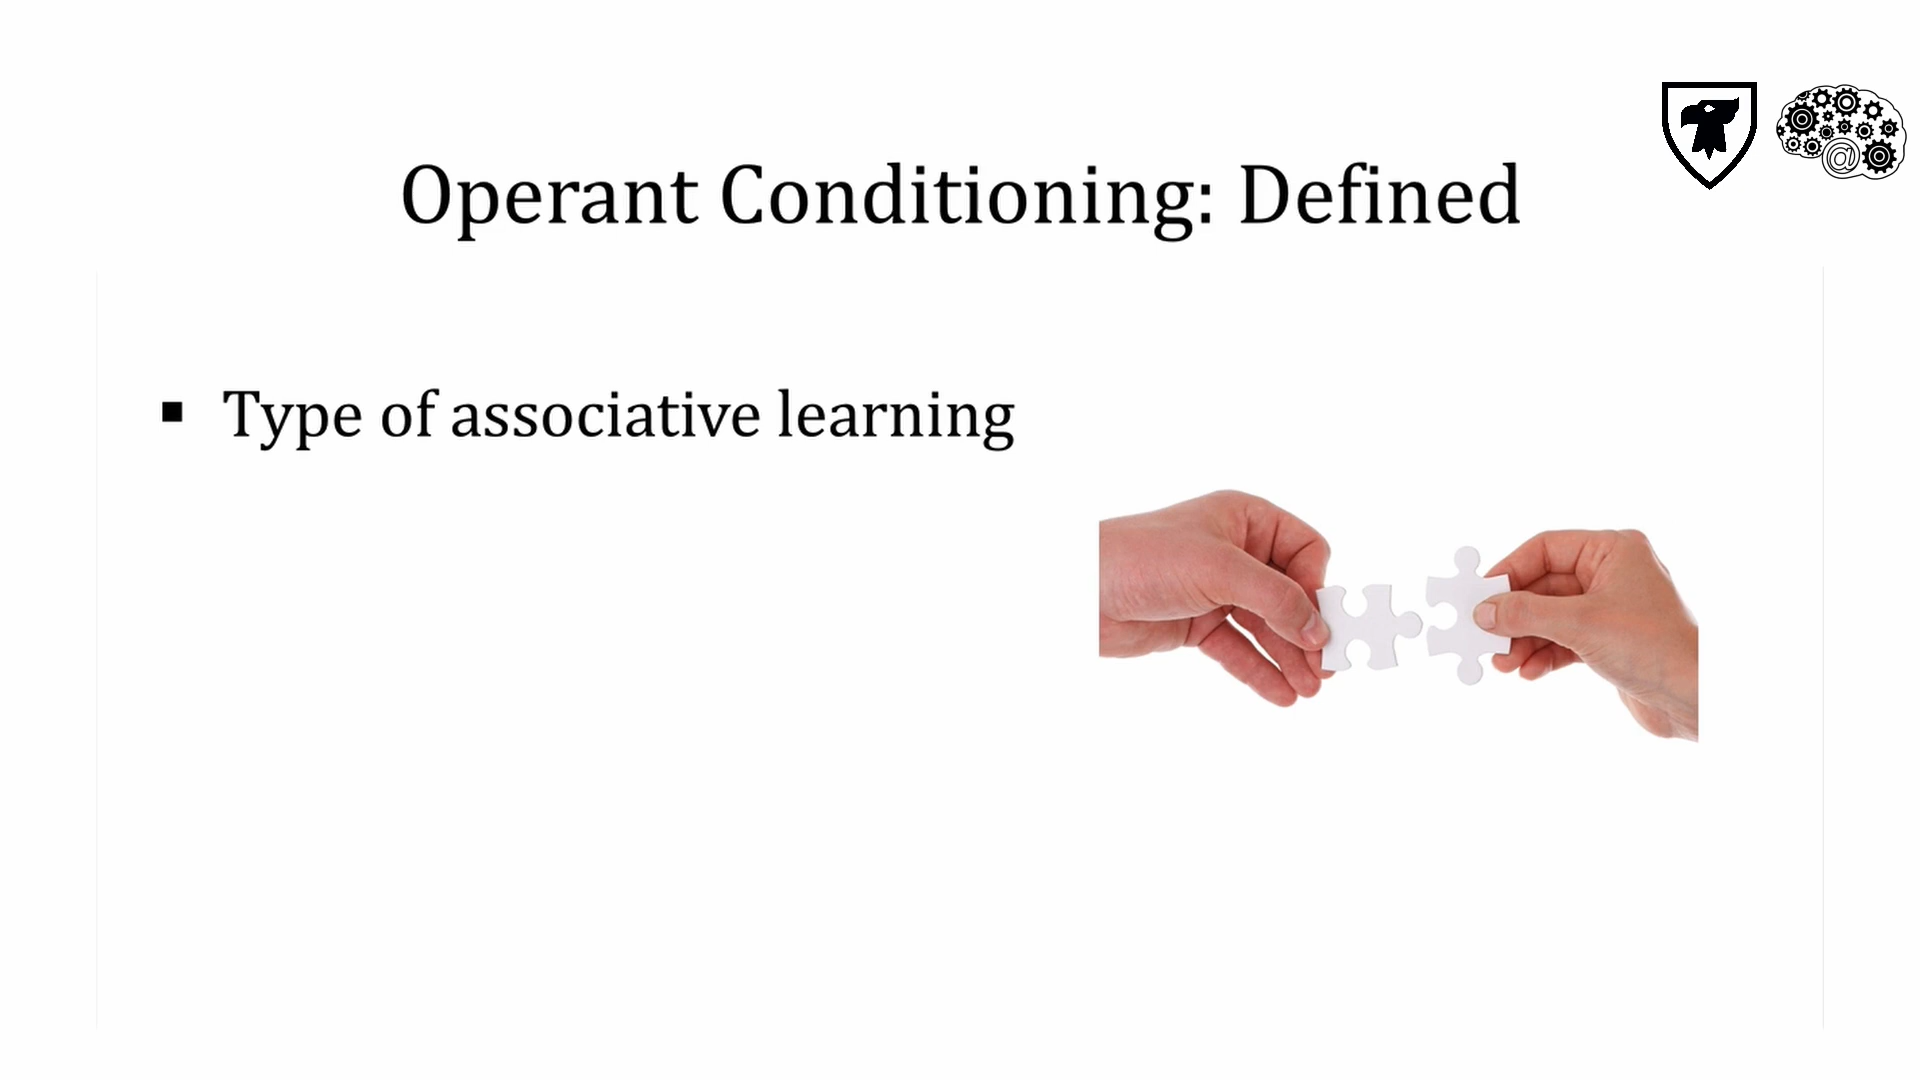 Operant Conditioning: Defined
▪ Type of associative learning
@